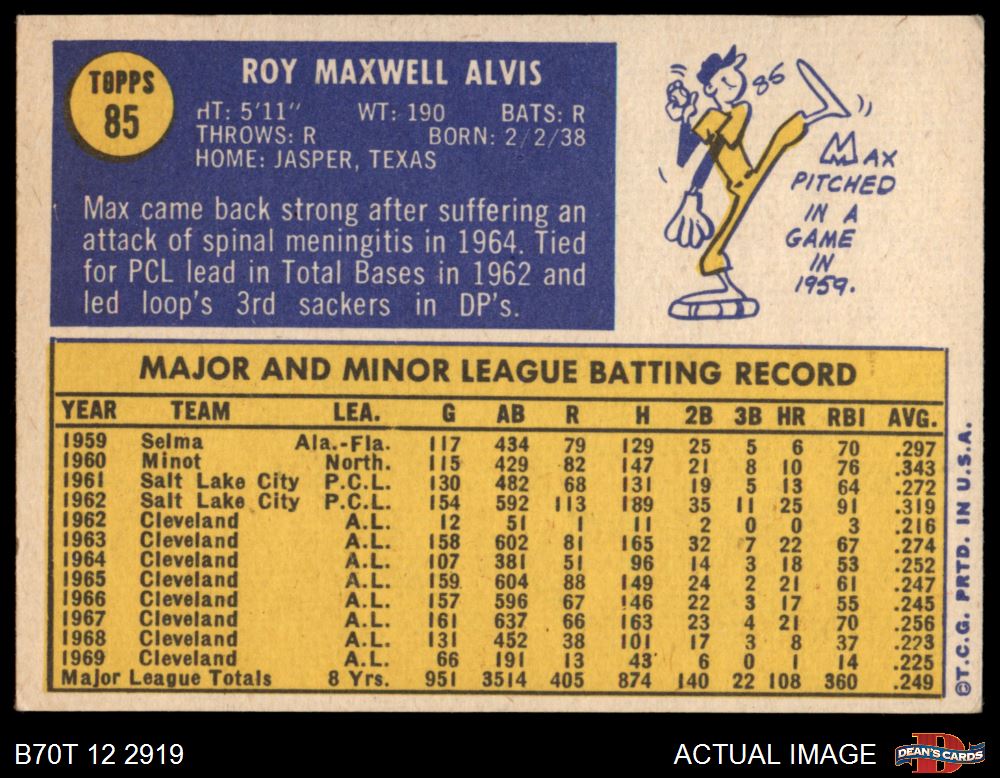 TOPPS
85
ROY MAXWELL ALVIS
HT: 5'11" WT: 190 BATS: R
THROWS: R BORN: 2/2/38
HOME: JASPER, TEXAS
Max came back strong after suffering an
attack of spinal meningitis in 1964. Tied
for PCL lead in Total Bases in 1962 and
led loop's 3rd sackers in DP's.
86
MAX
PITCHED
IN A
GAME
IN
1959.
MAJOR AND MINOR LEAGUE BATTING RECORD
YEAR TEAM LEA. G AB R H 2B 3B HR RBI AVG.
1959 Selma Ala.-Fla. 117 434 79 129 25 5 6 70 .297
1960 Minot North. 115 429 82 147 21 8 10 76 .343
1961 Salt Lake City P.C.L. 130 482 68 131 19 5 13 64 .272
1962 Salt Lake City P.C.L. 154 592 113 189 35 11 25 91 .319
1962 Cleveland A.L. 12 51 1 11 2 0 0 3 .216
1963 Cleveland A.L. 158 602 81 165 32 7 22 67 .274
1964 Cleveland A.L. 107 381 51 96 14 3 18 53 .252
1965 Cleveland A.L. 159 604 88 149 24 2 21 61 .247
1966 Cleveland A.L. 157 596 67 146 22 3 17 55 .245
1967 Cleveland A.L. 161 637 66 163 23 4 21 70 .256
1968 Cleveland A.L. 131 452 38 101 17 3 8 37 .223
1969 Cleveland A.L. 66 191 13 43 6 0 1 14 .225
Major League Totals 8 Yrs. 951 3514 405 874 140 22 108 360 .249
©T.C.G. PRTD. IN U.S.A.
B70T 12 2919
ACTUAL IMAGE
DEAN'S CARDS